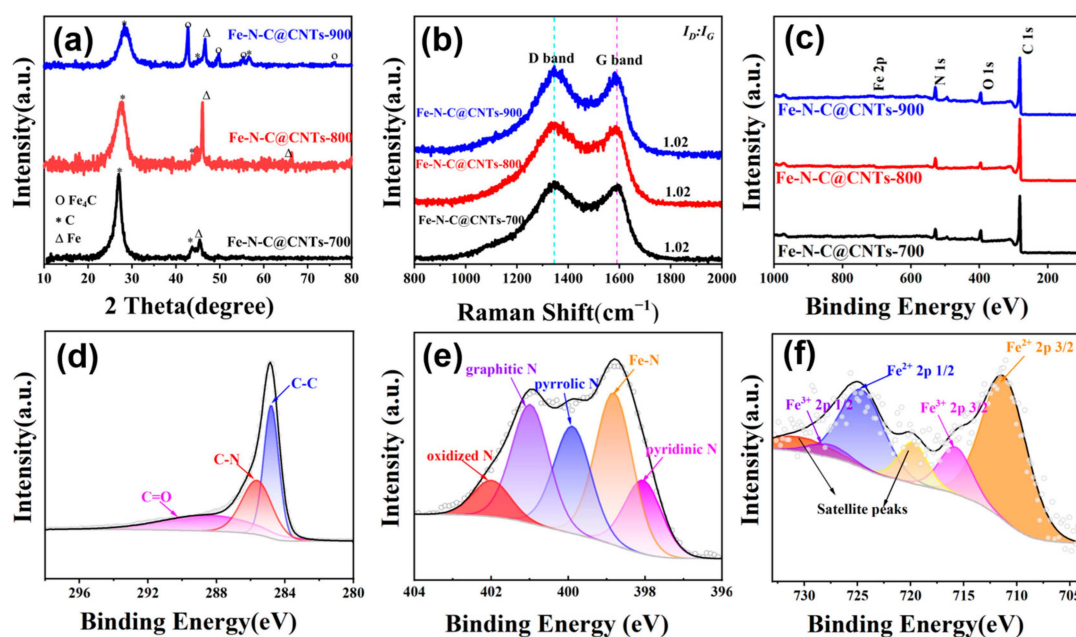 (a)
Fe-N-C@CNTs-900
Fe-N-C@CNTs-800
o Fe₄C
* C
Δ Fe
Fe-N-C@CNTs-700
Intensity(a.u.)
10 20 30 40 50 60 70 80
2 Theta(degree)
(b)
I_D:I_G
D band
G band
Fe-N-C@CNTs-900
1.02
Fe-N-C@CNTs-800
1.02
Fe-N-C@CNTs-700
1.02
Intensity(a.u.)
800 1000 1200 1400 1600 1800 2000
Raman Shift(cm⁻¹)
(c)
Fe 2p
N 1s
O 1s
C 1s
Fe-N-C@CNTs-900
Fe-N-C@CNTs-800
Fe-N-C@CNTs-700
Intensity (a.u.)
1000 800 600 400 200
Binding Energy (eV)
(d)
C-C
C-N
C=O
Intensity(a.u.)
296 292 288 284 280
Binding Energy(eV)
(e)
graphitic N
pyrrolic N
Fe-N
oxidized N
pyridinic N
Intensity(a.u.)
404 402 400 398 396
Binding Energy(eV)
(f)
Fe²⁺ 2p 3/2
Fe²⁺ 2p 1/2
Fe³⁺ 2p 1/2
Fe³⁺ 2p 3/2
Satellite peaks
Intensity(a.u.)
730 725 720 715 710 705
Binding Energy(eV)